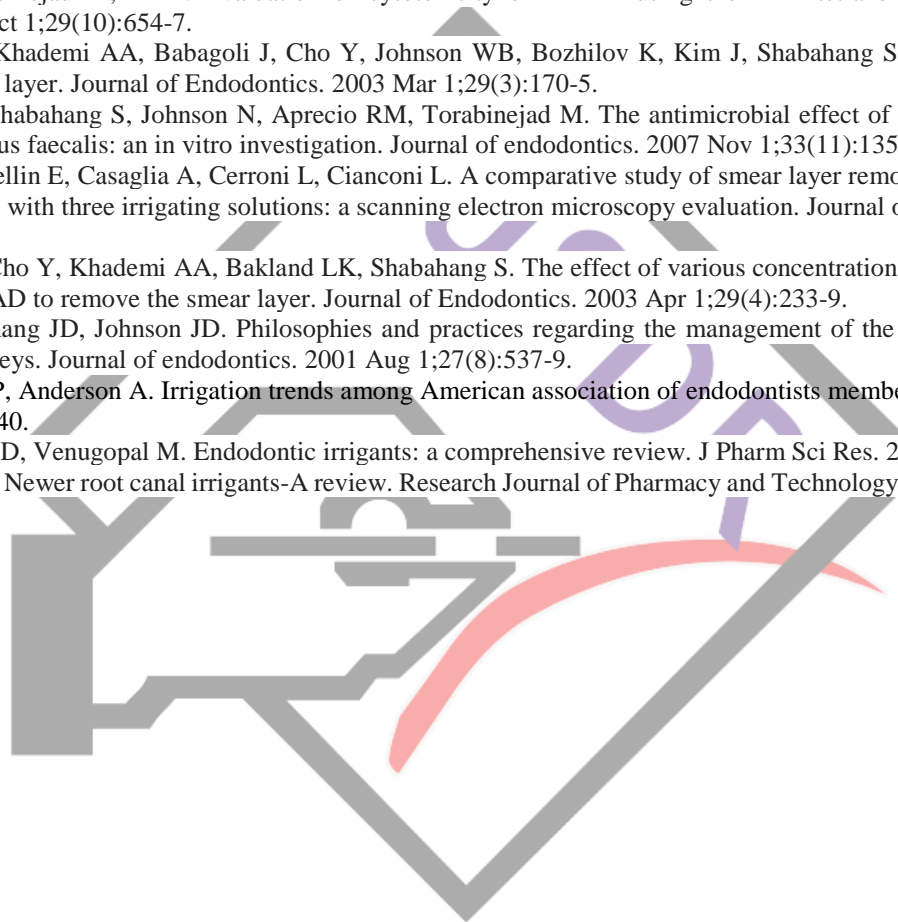 ct 1;29(10):654-7.
Khademi AA, Babagoli J, Cho Y, Johnson WB, Bozhilov K, Kim J, Shabahang S
layer. Journal of Endodontics. 2003 Mar 1;29(3):170-5.
habahang S, Johnson N, Aprecio RM, Torabinejad M. The antimicrobial effect of
us faecalis: an in vitro investigation. Journal of endodontics. 2007 Nov 1;33(11):135
ellin E, Casaglia A, Cerroni L, Cianconi L. A comparative study of smear layer remo
with three irrigating solutions: a scanning electron microscopy evaluation. Journal o
Cho Y, Khademi AA, Bakland LK, Shabahang S. The effect of various concentration
AD to remove the smear layer. Journal of Endodontics. 2003 Apr 1;29(4):233-9.
hang JD, Johnson JD. Philosophies and practices regarding the management of the
eys. Journal of endodontics. 2001 Aug 1;27(8):537-9.
P, Anderson A. Irrigation trends among American association of endodontists membe
40.
D, Venugopal M. Endodontic irrigants: a comprehensive review. J Pharm Sci Res. 2
Newer root canal irrigants-A review. Research Journal of Pharmacy and Technology